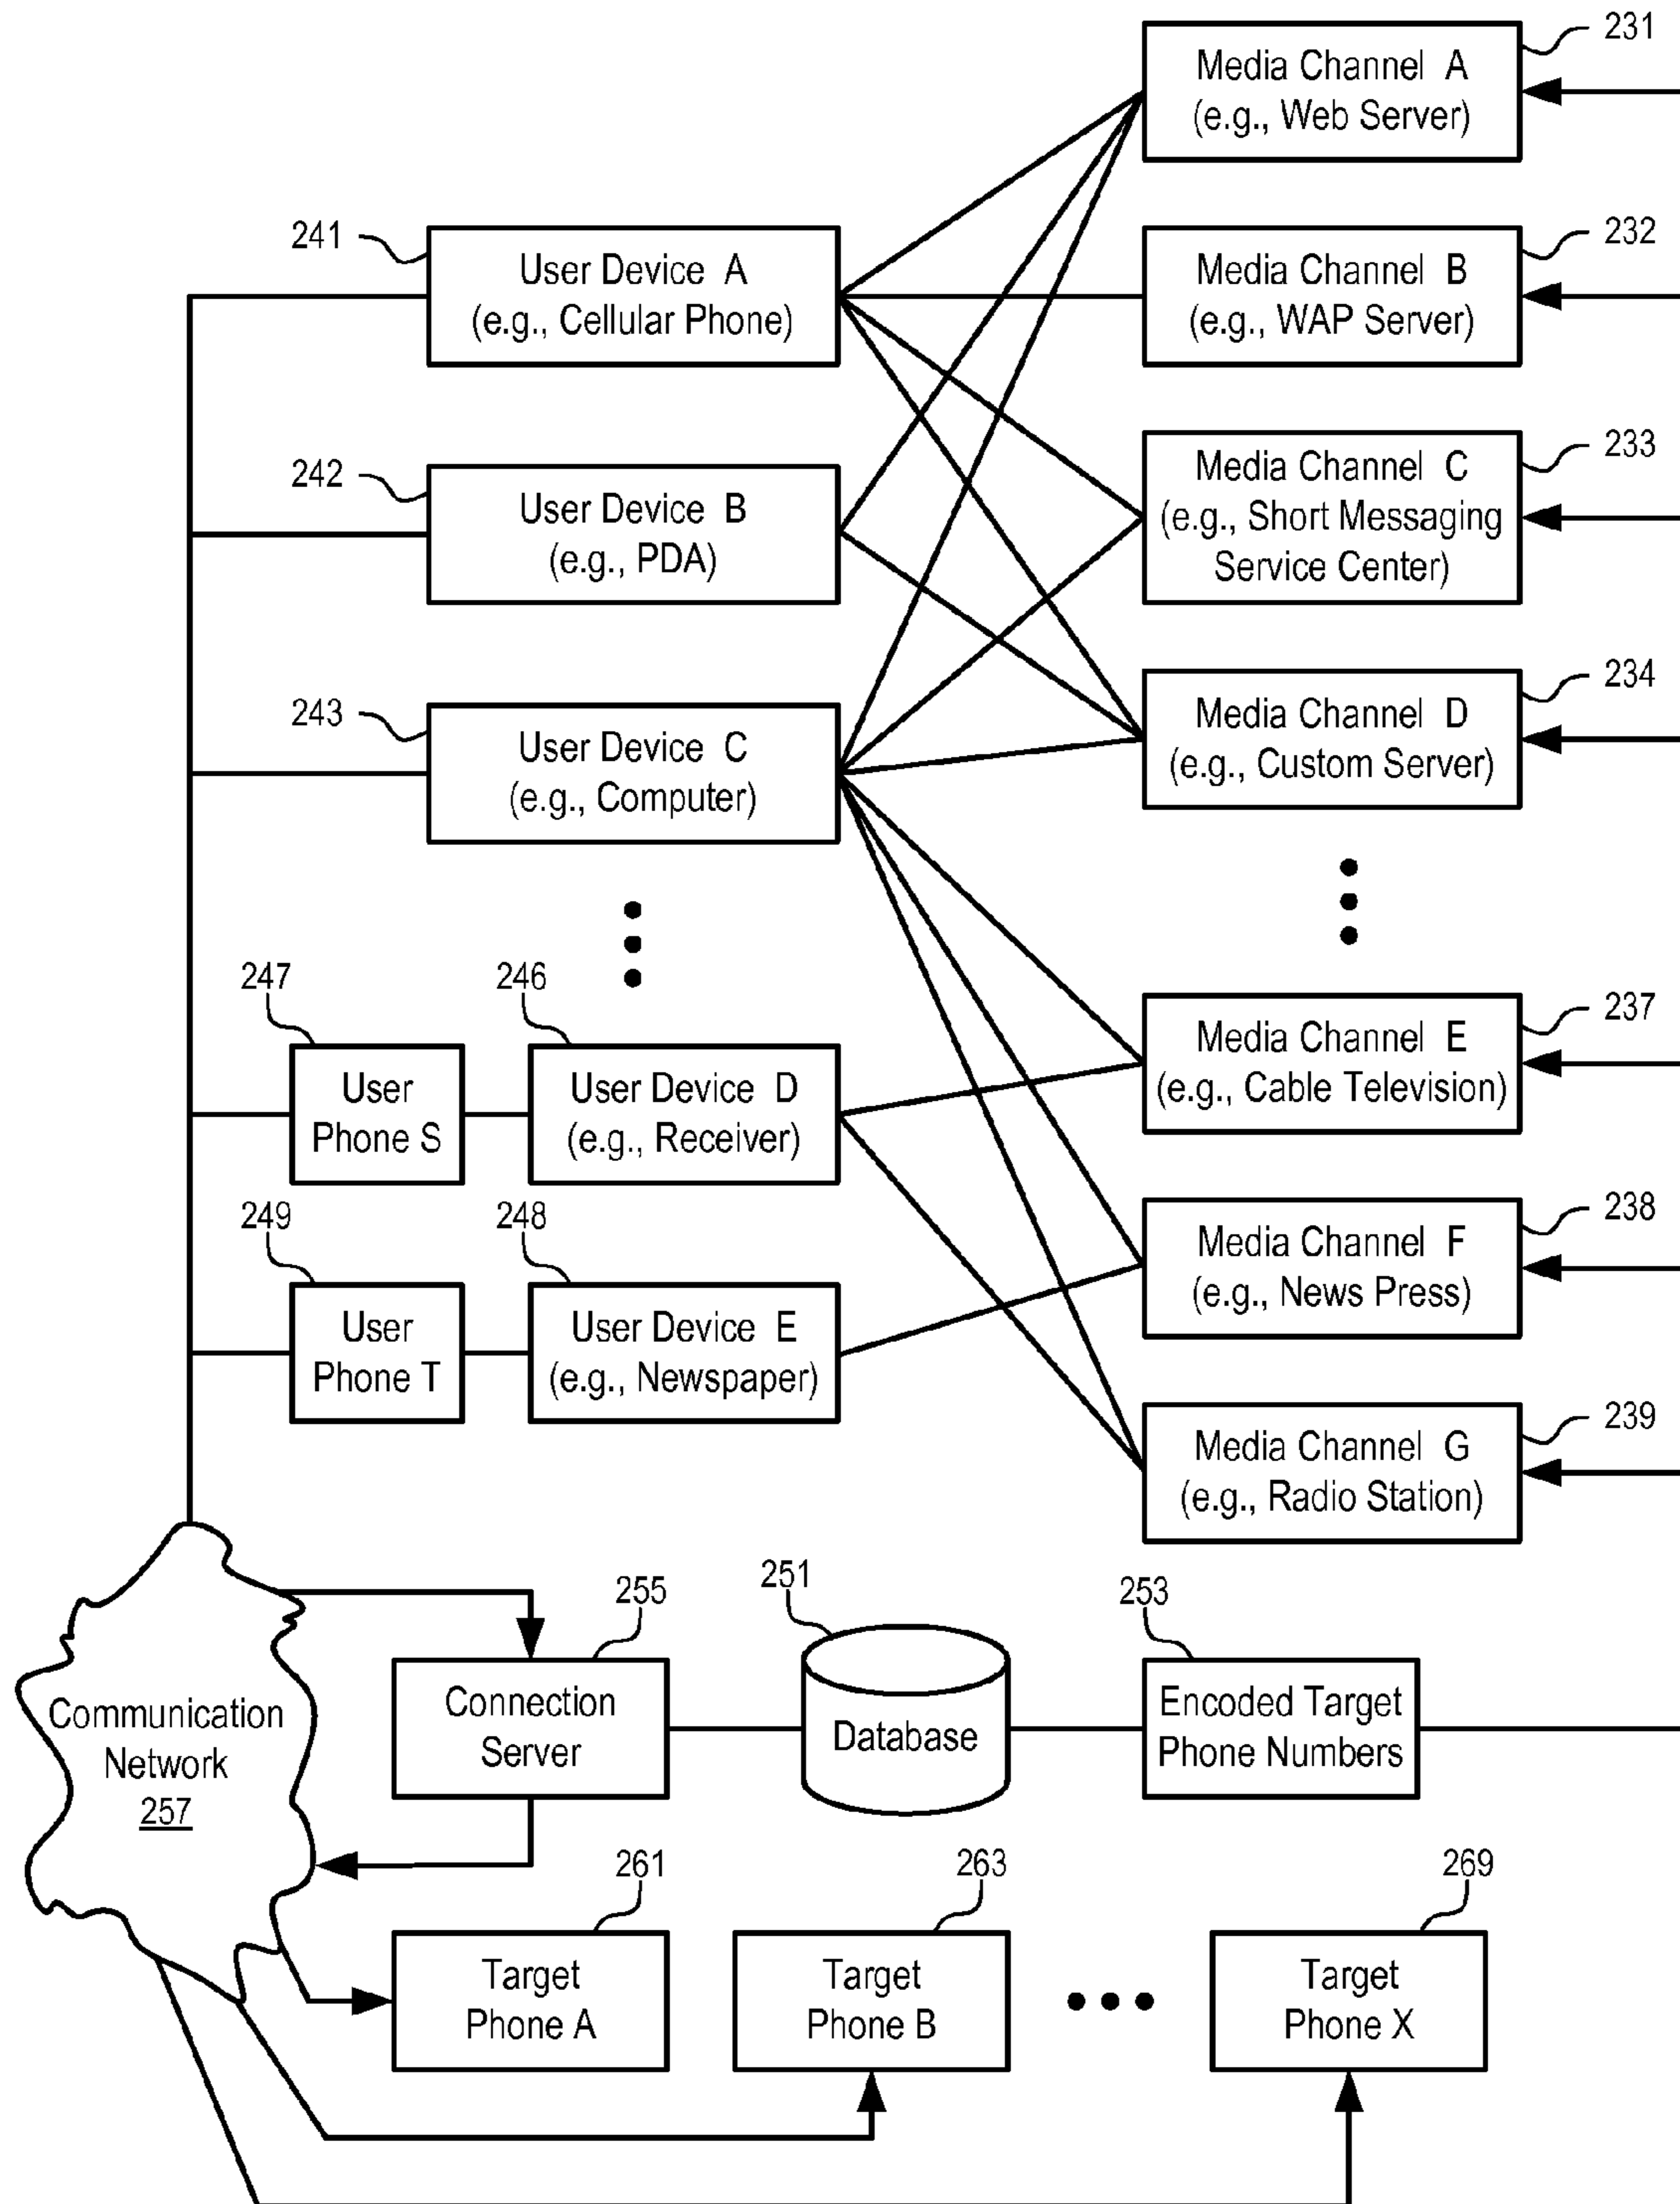 231
Media Channel A
(e.g., Web Server)
241
User Device A
(e.g., Cellular Phone)
232
Media Channel B
(e.g., WAP Server)
242
User Device B
(e.g., PDA)
233
Media Channel C
(e.g., Short Messaging
Service Center)
243
User Device C
(e.g., Computer)
234
Media Channel D
(e.g., Custom Server)
247
User
Phone S
246
User Device D
(e.g., Receiver)
237
Media Channel E
(e.g., Cable Television)
249
User
Phone T
248
User Device E
(e.g., Newspaper)
238
Media Channel F
(e.g., News Press)
239
Media Channel G
(e.g., Radio Station)
Communication
Network
257
255
Connection
Server
251
Database
253
Encoded Target
Phone Numbers
261
Target
Phone A
263
Target
Phone B
269
Target
Phone X